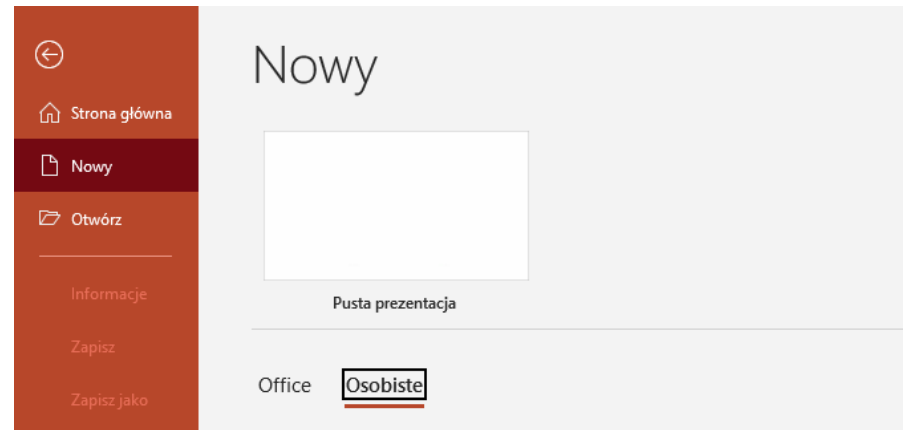 Nowy
Strona główna
Nowy
Otwórz
Informacje
Zapisz
Zapisz jako
Pusta prezentacja
Office Osobiste